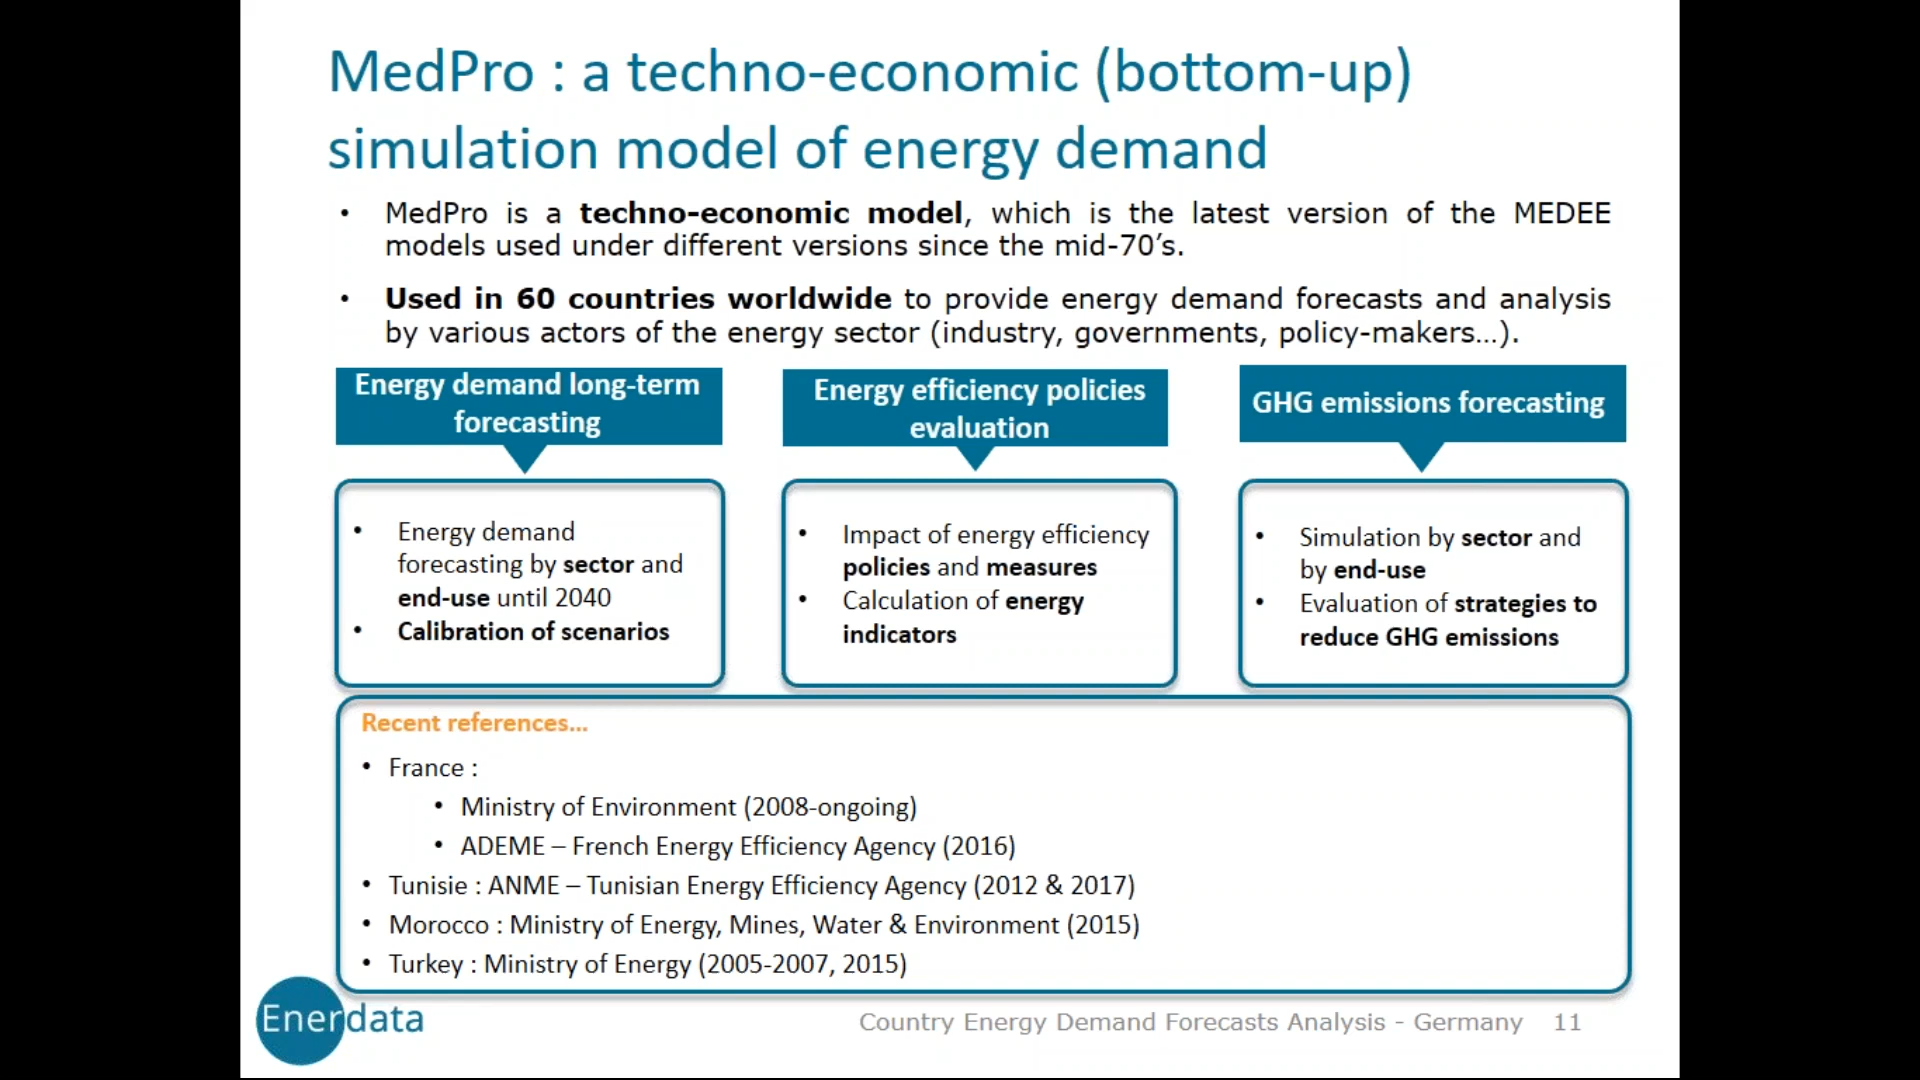 MedPro : a techno-economic (bottom-up)
simulation model of energy demand
• MedPro is a techno-economic model, which is the latest version of the MEDEE
models used under different versions since the mid-70’s.
• Used in 60 countries worldwide to provide energy demand forecasts and analysis
by various actors of the energy sector (industry, governments, policy-makers…).
Energy demand long-term
forecasting
• Energy demand
forecasting by sector and
end-use until 2040
• Calibration of scenarios
Energy efficiency policies
evaluation
• Impact of energy efficiency
policies and measures
• Calculation of energy
indicators
GHG emissions forecasting
• Simulation by sector and
by end-use
• Evaluation of strategies to
reduce GHG emissions
Recent references…
• France :
• Ministry of Environment (2008-ongoing)
• ADEME – French Energy Efficiency Agency (2016)
• Tunisie : ANME – Tunisian Energy Efficiency Agency (2012 & 2017)
• Morocco : Ministry of Energy, Mines, Water & Environment (2015)
• Turkey : Ministry of Energy (2005-2007, 2015)
Enerdata
Country Energy Demand Forecasts Analysis - Germany 11